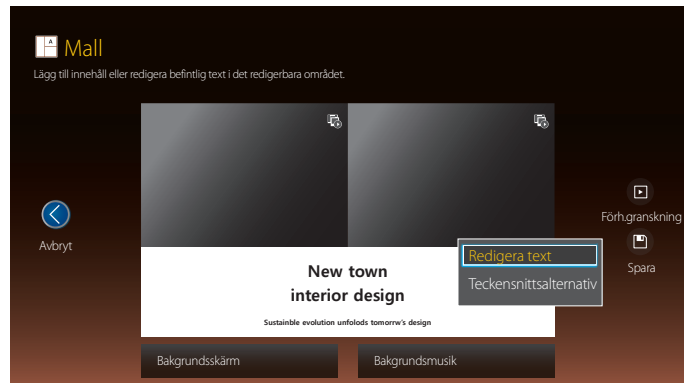 Mall
Lägg till innehåll eller redigera befintlig text i det redigerbara området.
Avbryt
New town
interior design
Sustainble evolution unfolods tomorrw's design
Redigera text
Teckensnittsalternativ
Förh.granskning
Spara
Bakgrundsskärm
Bakgrundsmusik